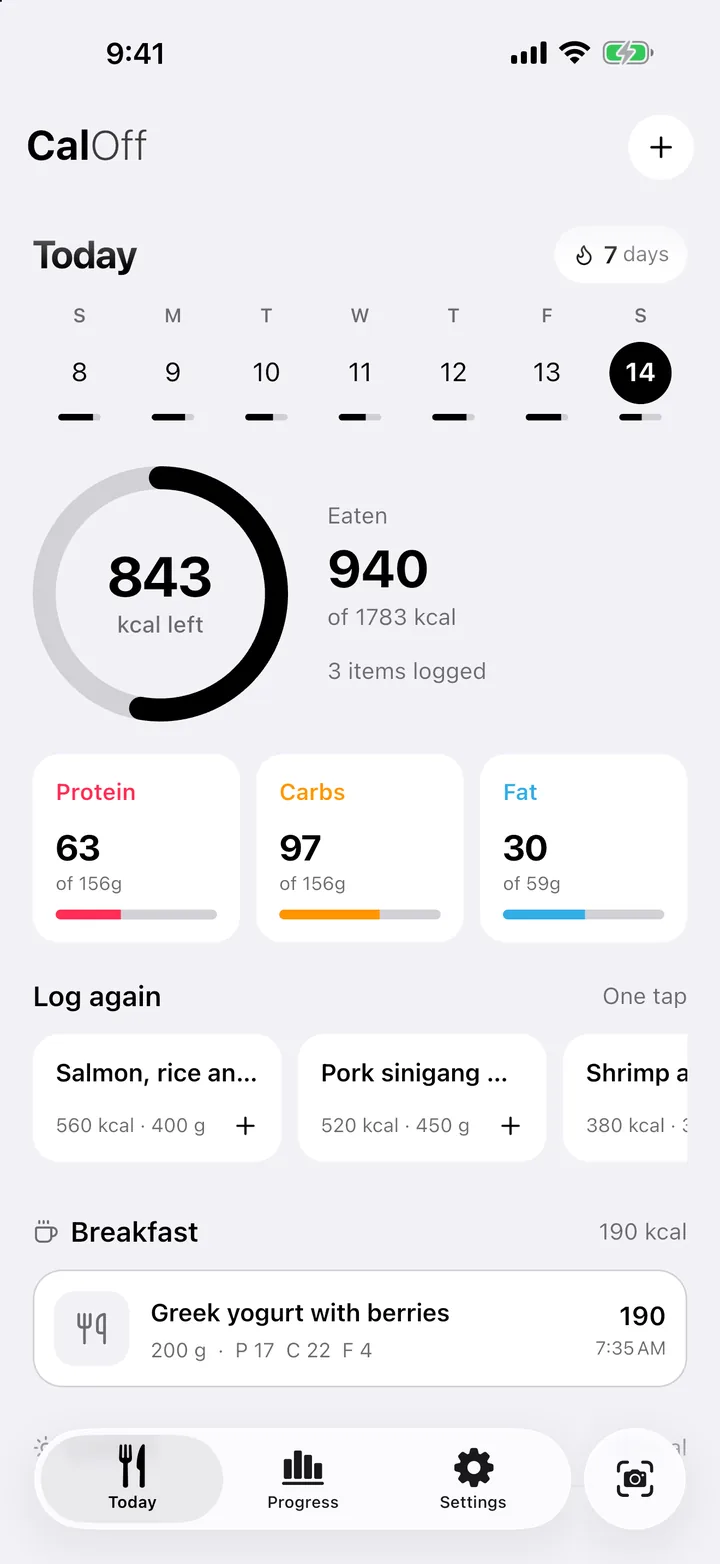 9:41
CalOff
Today
7 days
S M T W T F S
8 9 10 11 12 13 14
843
kcal left
Eaten
940
of 1783 kcal
3 items logged
Protein
63
of 156g
Carbs
97
of 156g
Fat
30
of 59g
Log again
One tap
Salmon, rice an...
560 kcal · 400 g
Pork sinigang ...
520 kcal · 450 g
Shrimp a
380 kcal ·
Breakfast
190 kcal
Greek yogurt with berries
190
200 g · P 17 C 22 F 4
7:35 AM
Today
Progress
Settings